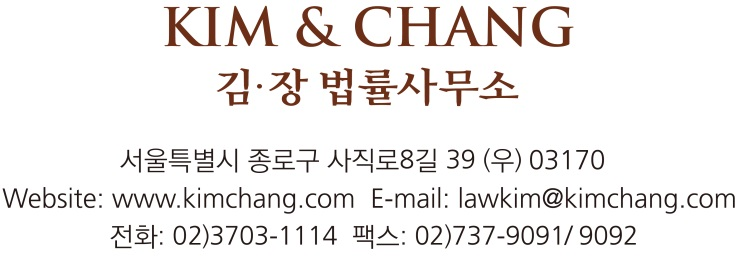 KIM & CHANG
김·장 법률사무소
서울특별시 종로구 사직로8길 39 (우) 03170
Website: www.kimchang.com E-mail: lawkim@kimchang.com
전화: 02)3703-1114 팩스: 02)737-9091/ 9092